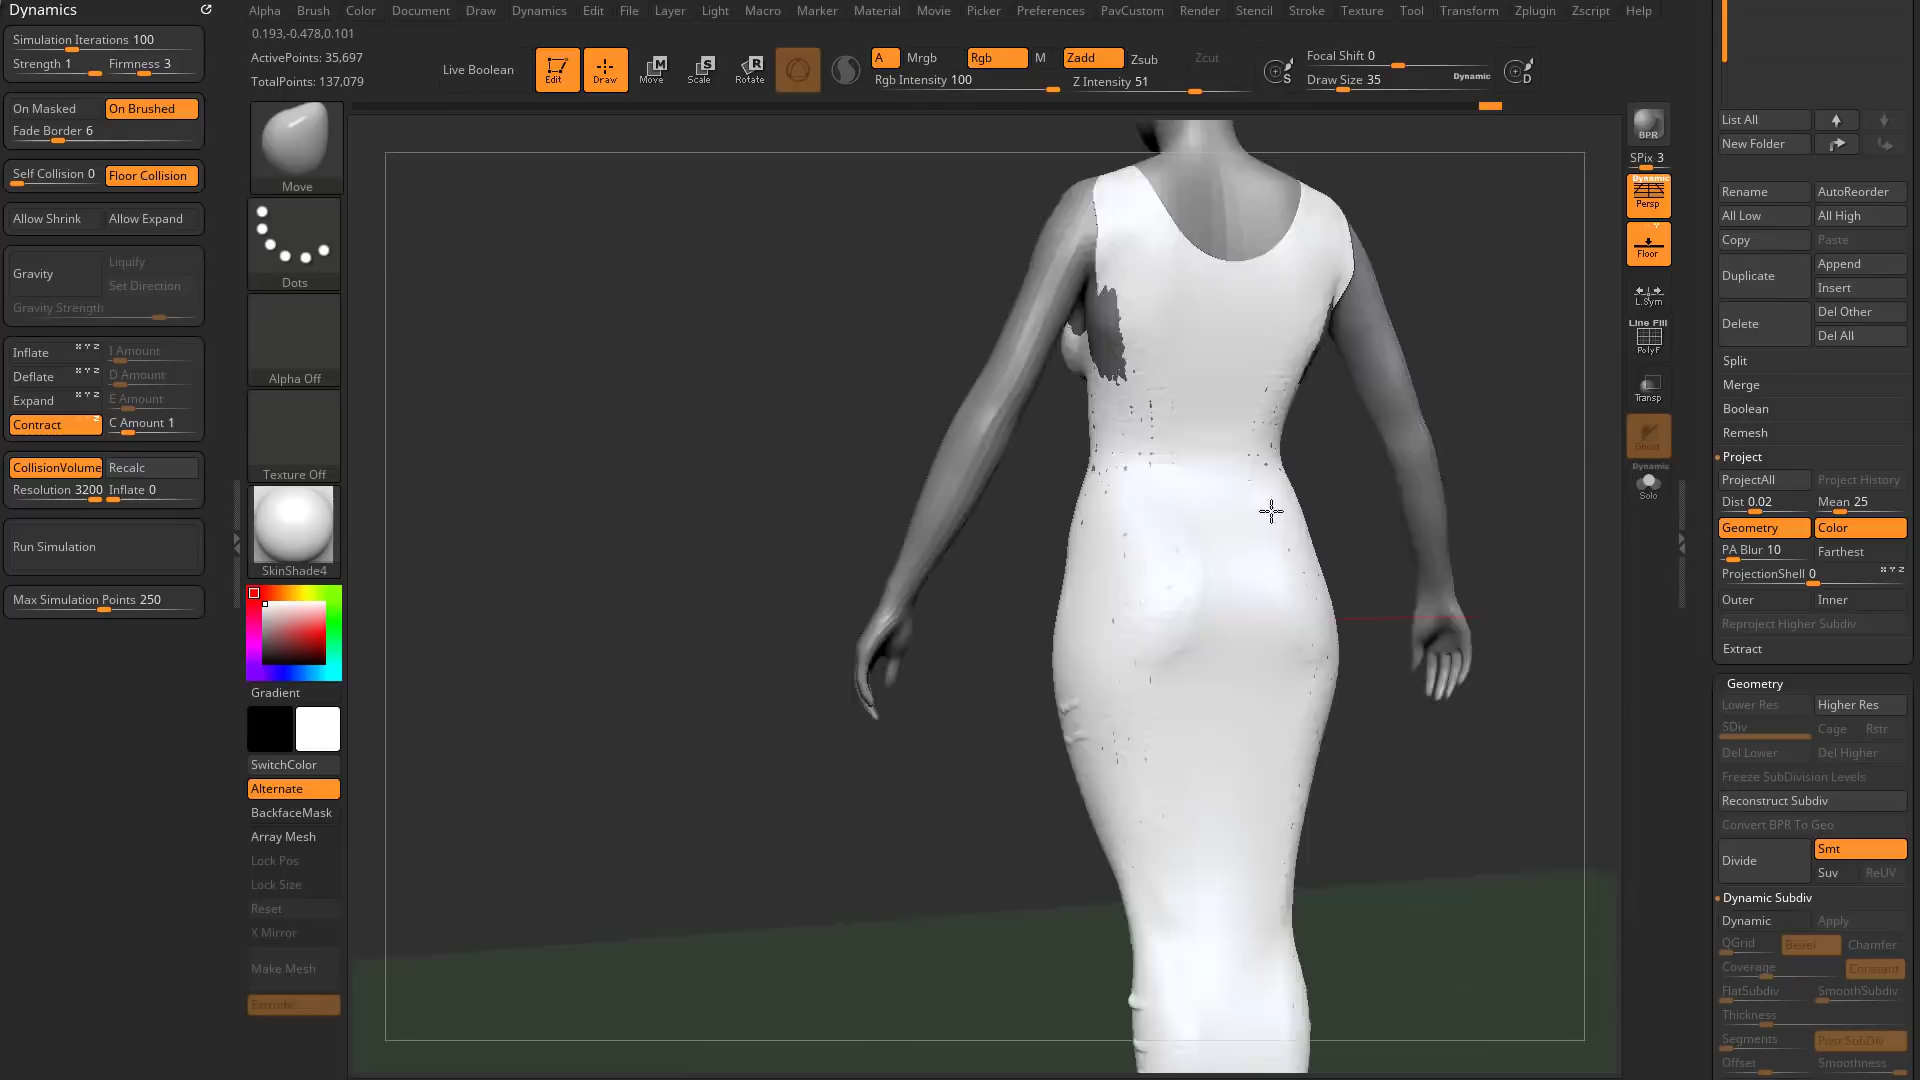 Dynamics
Alpha Brush Color Document Draw Dynamics Edit File Layer Light Macro Marker Material Movie Picker Preferences PavCustom Render Stencil Stroke Texture Tool Transform Zplugin Zscript Help
0.193,-0.478,0.101
ActivePoints: 35,697
TotalPoints: 137,079
Live Boolean
Edit
Draw
M
Move
S
Scale
R
Rotate
A Mrgb Rgb M Zadd Zsub Zcut
Rgb Intensity 100 Z Intensity 51
S
Focal Shift 0
Draw Size 35 Dynamic
D
Simulation Iterations 100
Strength 1 Firmness 3
On Masked On Brushed
Fade Border 6
Self Collision 0 Floor Collision
Allow Shrink Allow Expand
Gravity Liquify
Set Direction
Gravity Strength
Inflate X Y Z I Amount
Deflate X Y Z D Amount
Expand X Y Z E Amount
Contract Z C Amount 1
CollisionVolume Recalc
Resolution 3200 Inflate 0
Run Simulation
Max Simulation Points 250
Move
Dots
Alpha Off
Texture Off
SkinShade4
Gradient
SwitchColor
Alternate
BackfaceMask
Array Mesh
Lock Pos
Lock Size
Reset
X Mirror
Make Mesh
BPR
SPix 3
Dynamic
Persp
Floor
L.Sym
Line Fill
PolyF
Transp
Ghost
Dynamic
Solo
List All
New Folder
Rename AutoReorder
All Low All High
Copy Paste
Duplicate Append
Insert
Delete Del Other
Del All
Split
Merge
Boolean
Remesh
Project
ProjectAll Project History
Dist 0.02 Mean 25
Geometry Color
PA Blur 10 Farthest
ProjectionShell 0 X Y Z
Outer Inner
Reproject Higher Subdiv
Extract
Geometry
Lower Res Higher Res
SDiv Cage Rstr
Del Lower Del Higher
Freeze SubDivision Levels
Reconstruct Subdiv
Convert BPR To Geo
Divide Smt
Suv ReUV
Dynamic Subdiv
Dynamic Apply
QGrid Bevel Chamfer
Coverage Constant
FlatSubdiv SmoothSubdiv
Thickness
Segments Post SubDiv
Offset Smoothness